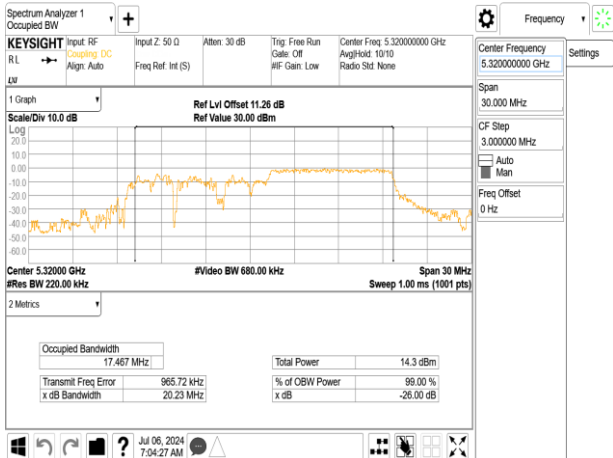 Spectrum Analyzer 1
Occupied BW
Frequency
KEYSIGHT
RL
Input: RF
Coupling: DC
Align: Auto
Input Z: 50 Ω
Freq Ref: Int (S)
Atten: 30 dB
Trig: Free Run
Gate: Off
#IF Gain: Low
Center Freq: 5.320000000 GHz
Avg|Hold: 10/10
Radio Std: None
LXI
1 Graph
Scale/Div 10.0 dB
Ref Lvl Offset 11.26 dB
Ref Value 30.00 dBm
Log
20.0
10.0
0.00
-10.0
-20.0
-30.0
-40.0
-50.0
-60.0
Center 5.32000 GHz
#Video BW 680.00 kHz
Span 30 MHz
#Res BW 220.00 kHz
Sweep 1.00 ms (1001 pts)
2 Metrics
Occupied Bandwidth
17.467 MHz
Transmit Freq Error 965.72 kHz
x dB Bandwidth 20.23 MHz
Total Power 14.3 dBm
% of OBW Power 99.00 %
x dB -26.00 dB
Jul 06, 2024
7:04:27 AM
Center Frequency
5.320000000 GHz
Settings
Span
30.000 MHz
CF Step
3.000000 MHz
Auto
Man
Freq Offset
0 Hz